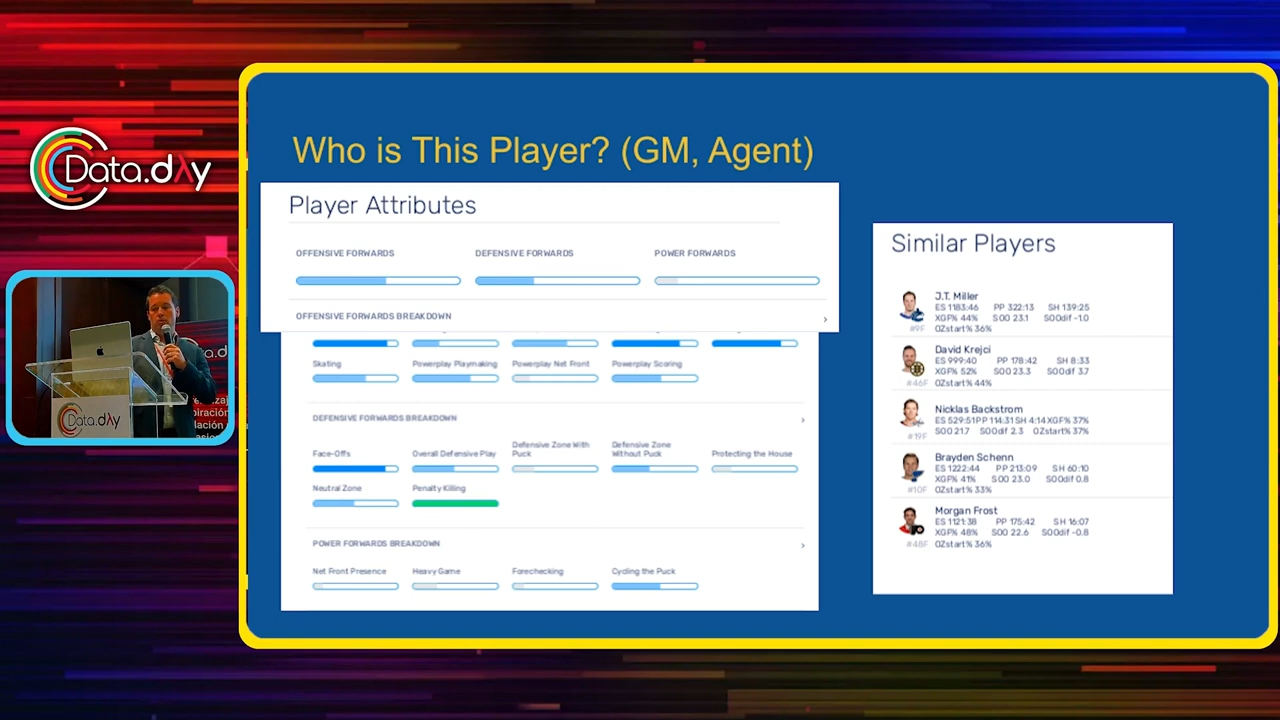 Data.dλy
Who is This Player? (GM, Agent)
Player Attributes
OFFENSIVE FORWARDS
DEFENSIVE FORWARDS
POWER FORWARDS
OFFENSIVE FORWARDS BREAKDOWN
Skating
Powerplay Playmaking
Powerplay Net Front
Powerplay Scoring
DEFENSIVE FORWARDS BREAKDOWN
Face-Offs
Overall Defensive Play
Defensive Zone With
Puck
Defensive Zone
Without Puck
Protecting the House
Neutral Zone
Penalty Killing
POWER FORWARDS BREAKDOWN
Net Front Presence
Heavy Game
Forechecking
Cycling the Puck
Similar Players
J.T. Miller
ES 1183:46 PP 322:13 SH 139:25
XGF% 44% SOO 23.1 SOOdif -1.0
#9F
OZstart% 36%
David Krejci
ES 999:40 PP 178:42 SH 8:33
XGF% 52% SOO 23.3 SOOdif 3.7
#46F
OZstart% 44%
Nicklas Backstrom
ES 529:51 PP 114:31 SH 4:14 XGF% 37%
SOO 21.7 SOOdif 2.3 OZstart% 37%
#19F
Brayden Schenn
ES 1222:44 PP 213:09 SH 60:10
XGF% 41% SOO 23.0 SOOdif 0.8
#10F
OZstart% 33%
Morgan Frost
ES 1121:38 PP 175:42 SH 16:07
XGF% 48% SOO 22.6 SOOdif -0.8
#48F
OZstart% 36%
Data.dλy